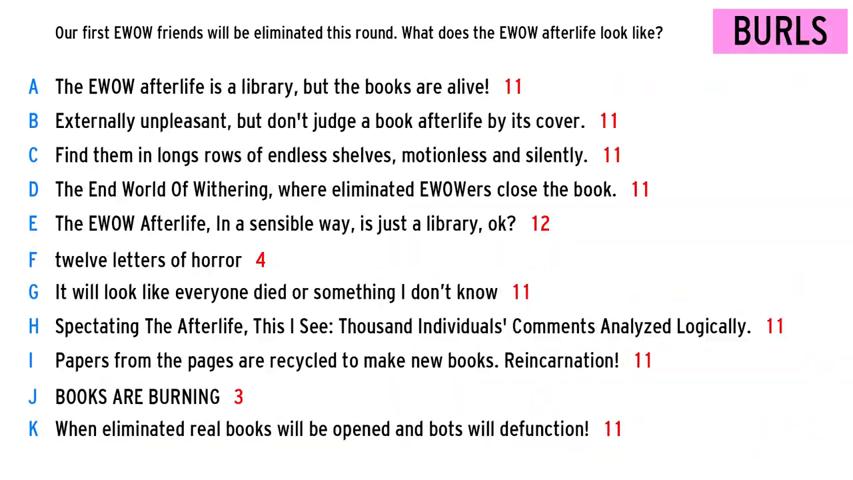 Our first EWOW friends will be eliminated this round. What does the EWOW afterlife look like?
BURLS
A The EWOW afterlife is a library, but the books are alive! 11
B Externally unpleasant, but don't judge a book afterlife by its cover. 11
C Find them in longs rows of endless shelves, motionless and silently. 11
D The End World Of Withering, where eliminated EWOWers close the book. 11
E The EWOW Afterlife, In a sensible way, is just a library, ok? 12
F twelve letters of horror 4
G It will look like everyone died or something I don’t know 11
H Spectating The Afterlife, This I See: Thousand Individuals' Comments Analyzed Logically. 11
I Papers from the pages are recycled to make new books. Reincarnation! 11
J BOOKS ARE BURNING 3
K When eliminated real books will be opened and bots will defunction! 11